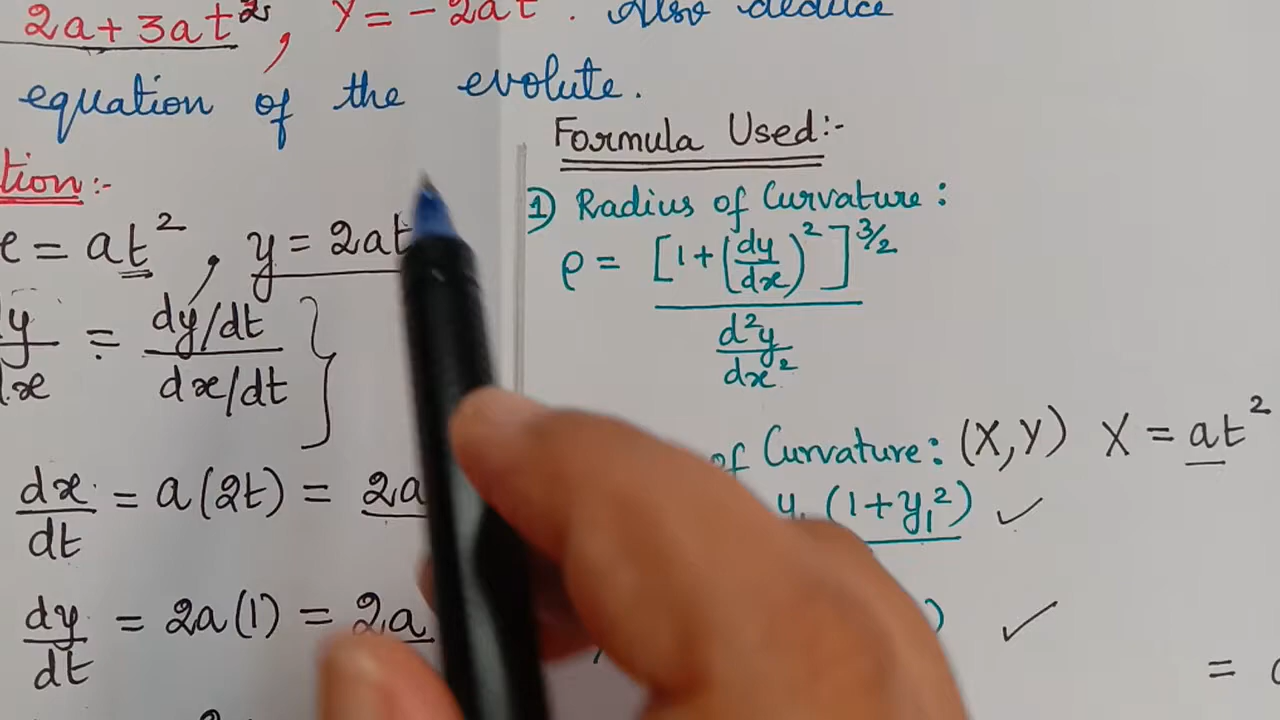 2a + 3at², Y = -2at³. Also deduce
equation of the evolute.
tion:-
x = at², y = 2at
dy/dx = dy/dt / dx/dt }
dx/dt = a(2t) = 2a
dy/dt = 2a(1) = 2a
Formula Used:-
1) Radius of Curvature:
ρ = [1+(dy/dx)²]^3/2 / d²y/dx²
of Curvature: (X,Y) X = at²
y₁ (1+y₁²) ✓
) ✓
=